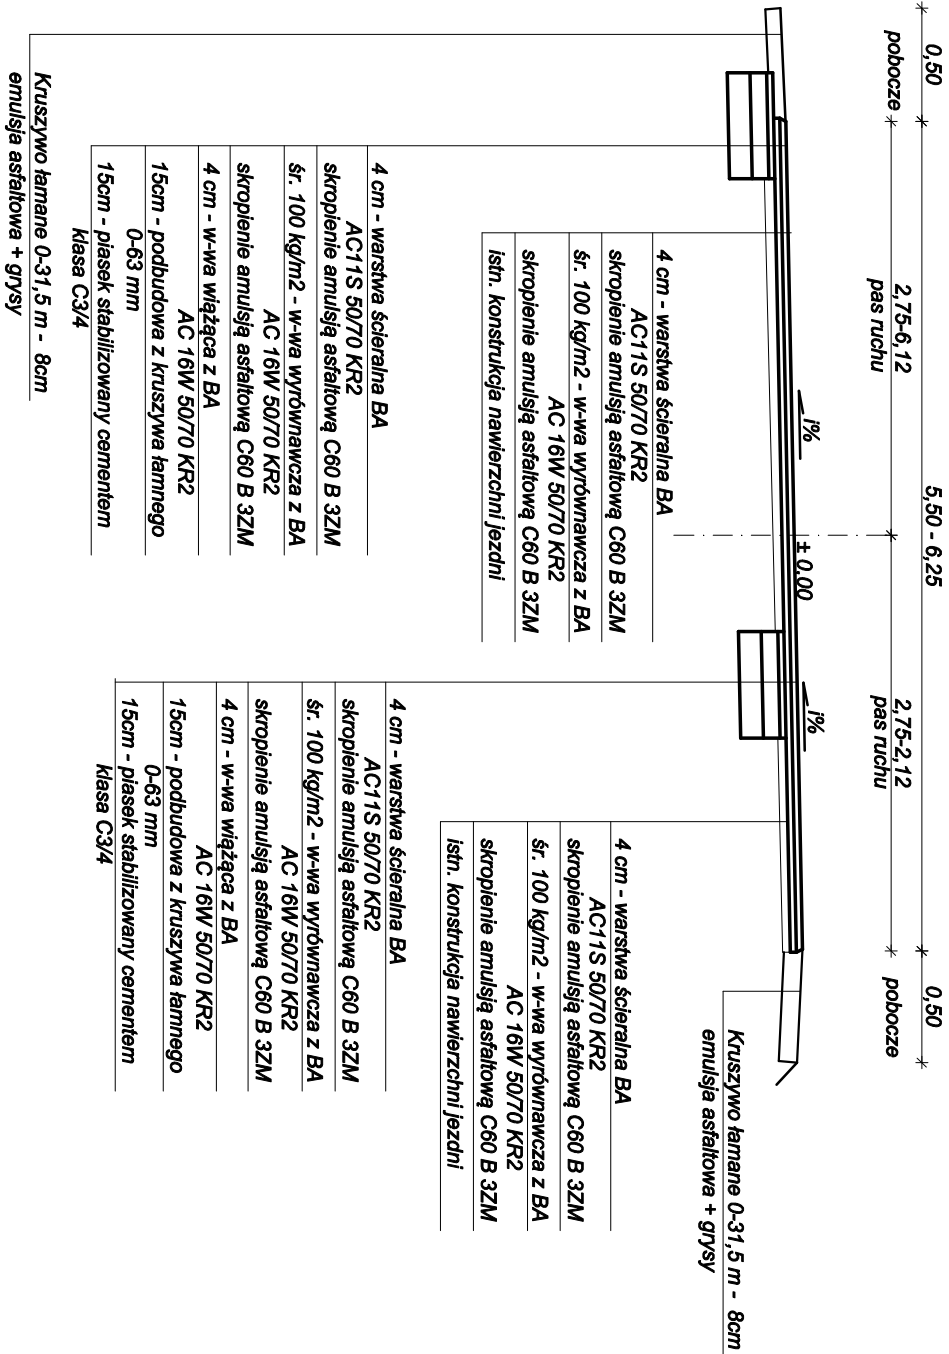 0,50
5,50 - 6,25
0,50
pobocze
2,75-6,12
pas ruchu
2,75-2,12
pas ruchu
pobocze
i%
± 0,00
i%
4 cm - warstwa ścieralna BA
AC11S 50/70 KR2
skropienie amulsją asfaltową C60 B 3ZM
śr. 100 kg/m2 - w-wa wyrównawcza z BA
AC 16W 50/70 KR2
skropienie amulsją asfaltową C60 B 3ZM
istn. konstrukcja nawierzchni jezdni
4 cm - warstwa ścieralna BA
AC11S 50/70 KR2
skropienie amulsją asfaltową C60 B 3ZM
śr. 100 kg/m2 - w-wa wyrównawcza z BA
AC 16W 50/70 KR2
skropienie amulsją asfaltową C60 B 3ZM
4 cm - w-wa wiążąca z BA
AC 16W 50/70 KR2
15cm - podbudowa z kruszywa łamnego
0-63 mm
15cm - piasek stabilizowany cementem
klasa C3/4
Kruszywo łamane 0-31,5 m - 8cm
emulsja asfaltowa + grysy
4 cm - warstwa ścieralna BA
AC11S 50/70 KR2
skropienie amulsją asfaltową C60 B 3ZM
śr. 100 kg/m2 - w-wa wyrównawcza z BA
AC 16W 50/70 KR2
skropienie amulsją asfaltową C60 B 3ZM
4 cm - w-wa wiążąca z BA
AC 16W 50/70 KR2
15cm - podbudowa z kruszywa łamnego
0-63 mm
15cm - piasek stabilizowany cementem
klasa C3/4
4 cm - warstwa ścieralna BA
AC11S 50/70 KR2
skropienie amulsją asfaltową C60 B 3ZM
śr. 100 kg/m2 - w-wa wyrównawcza z BA
AC 16W 50/70 KR2
skropienie amulsją asfaltową C60 B 3ZM
istn. konstrukcja nawierzchni jezdni
Kruszywo łamane 0-31,5 m - 8cm
emulsja asfaltowa + grysy